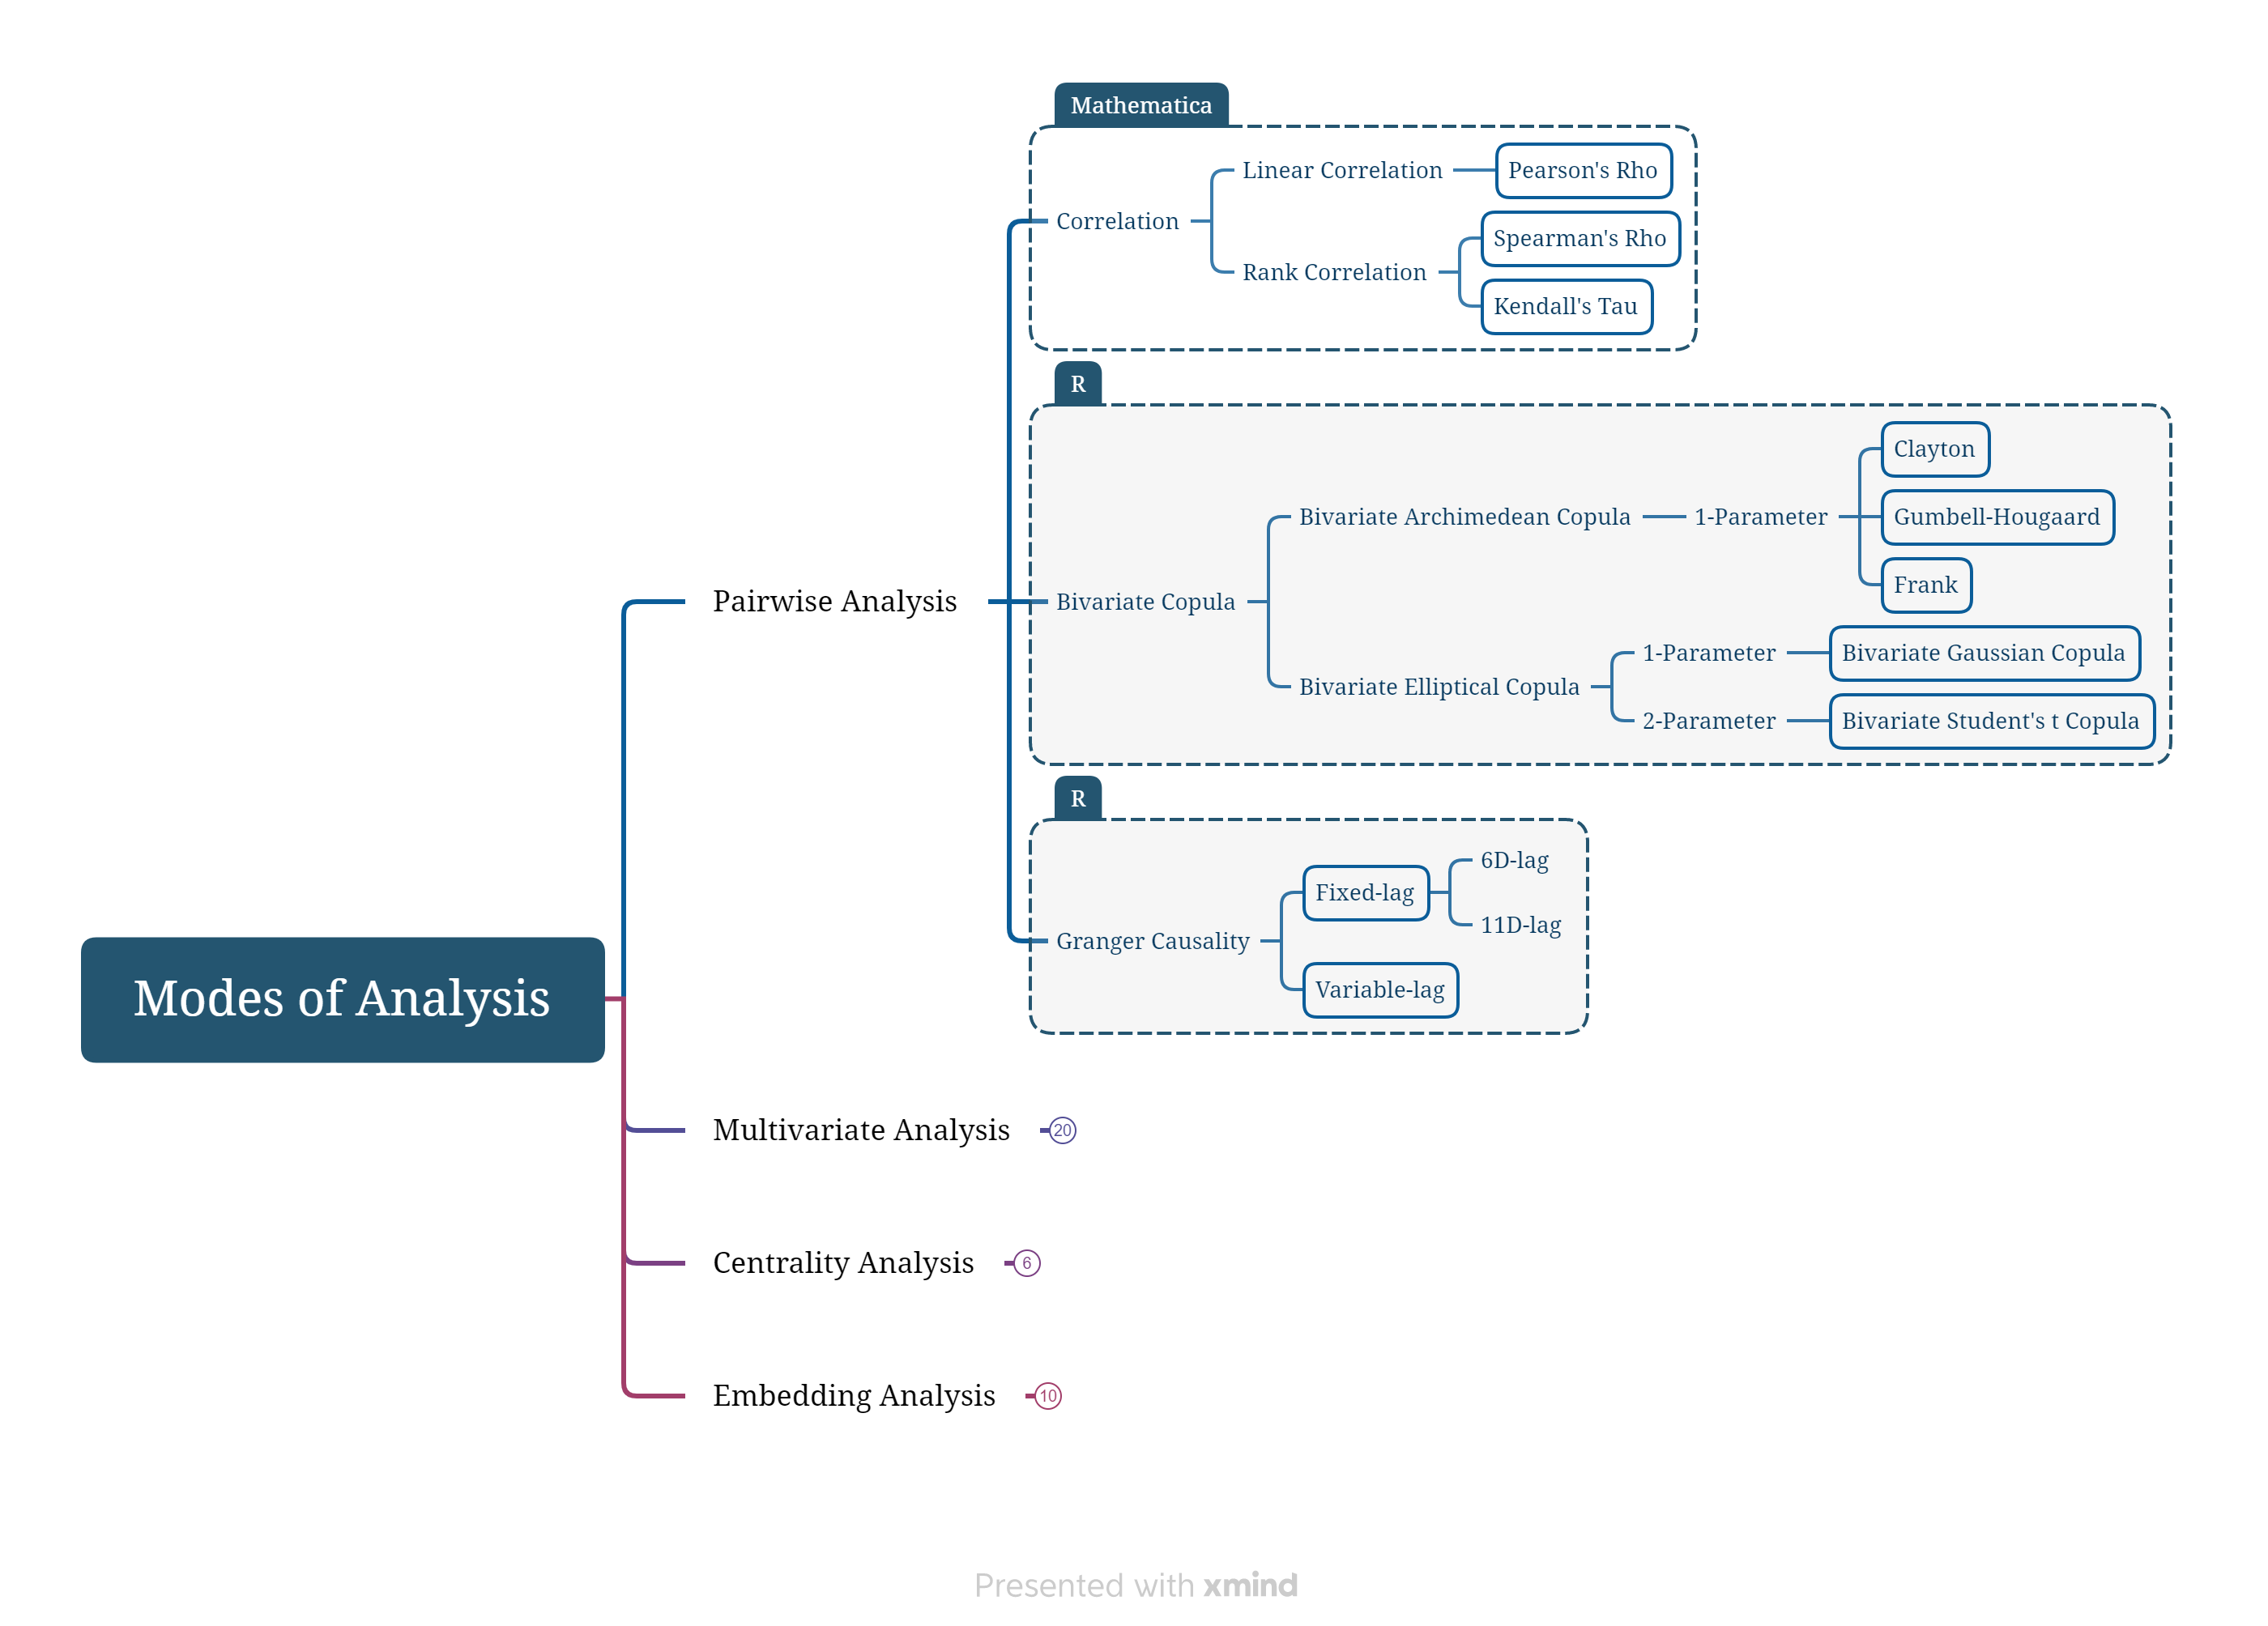 Mathematica
Linear Correlation
Pearson's Rho
Correlation
Spearman's Rho
Rank Correlation
Kendall's Tau
R
Clayton
Bivariate Archimedean Copula
1-Parameter
Gumbell-Hougaard
Frank
Pairwise Analysis
Bivariate Copula
1-Parameter
Bivariate Gaussian Copula
Bivariate Elliptical Copula
2-Parameter
Bivariate Student's t Copula
R
6D-lag
Fixed-lag
11D-lag
Granger Causality
Variable-lag
Modes of Analysis
Multivariate Analysis
20
Centrality Analysis
6
Embedding Analysis
10
Presented with xmind